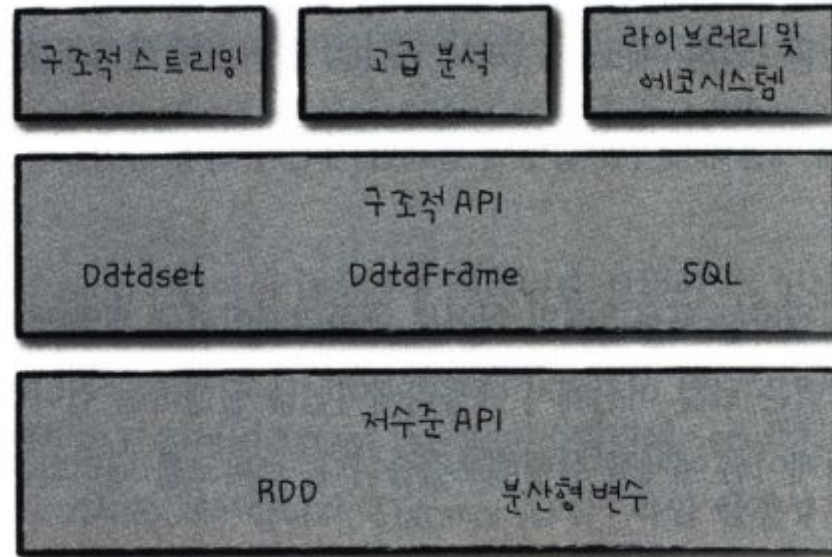 구조적 스트리밍
고급 분석
라이브러리 및
에코시스템
구조적 API
Dataset DataFrame SQL
저수준 API
RDD 분산형 변수